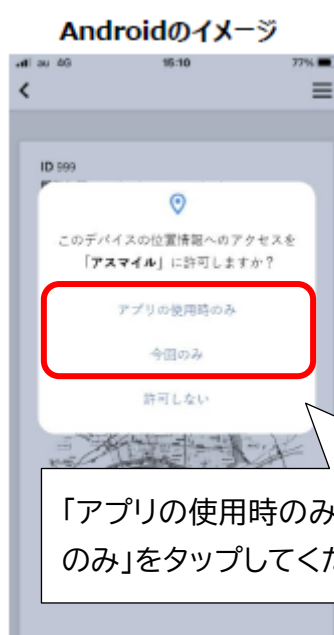 Androidのイメージ
au 4G 15:10 77%
ID 999
このデバイスの位置情報へのアクセスを
「アスマイル」に許可しますか？
アプリの使用時のみ
今回のみ
許可しない
「アプリの使用時のみ
のみ」をタップしてくだ